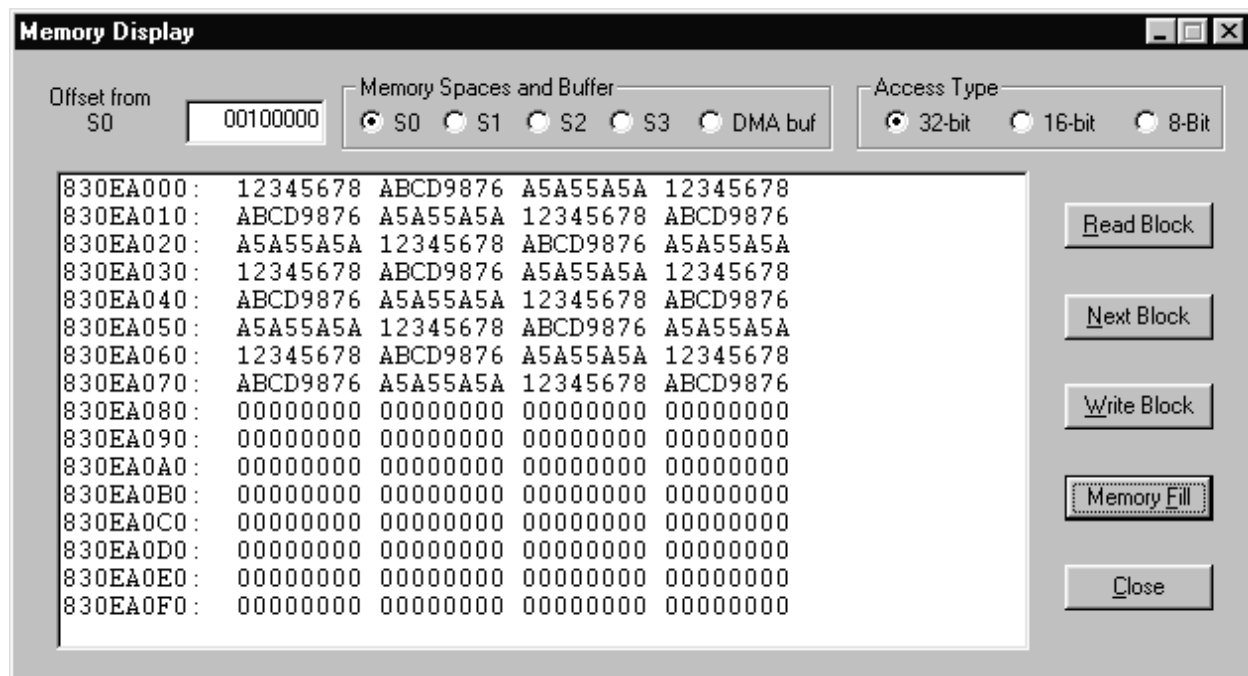 Memory Display
Offset from
S0
00100000
Memory Spaces and Buffer
S0 S1 S2 S3 DMA buf
Access Type
32-bit 16-bit 8-Bit
830EA000: 12345678 ABCD9876 A5A55A5A 12345678
830EA010: ABCD9876 A5A55A5A 12345678 ABCD9876
830EA020: A5A55A5A 12345678 ABCD9876 A5A55A5A
830EA030: 12345678 ABCD9876 A5A55A5A 12345678
830EA040: ABCD9876 A5A55A5A 12345678 ABCD9876
830EA050: A5A55A5A 12345678 ABCD9876 A5A55A5A
830EA060: 12345678 ABCD9876 A5A55A5A 12345678
830EA070: ABCD9876 A5A55A5A 12345678 ABCD9876
830EA080: 00000000 00000000 00000000 00000000
830EA090: 00000000 00000000 00000000 00000000
830EA0A0: 00000000 00000000 00000000 00000000
830EA0B0: 00000000 00000000 00000000 00000000
830EA0C0: 00000000 00000000 00000000 00000000
830EA0D0: 00000000 00000000 00000000 00000000
830EA0E0: 00000000 00000000 00000000 00000000
830EA0F0: 00000000 00000000 00000000 00000000
Read Block
Next Block
Write Block
Memory Fill
Close